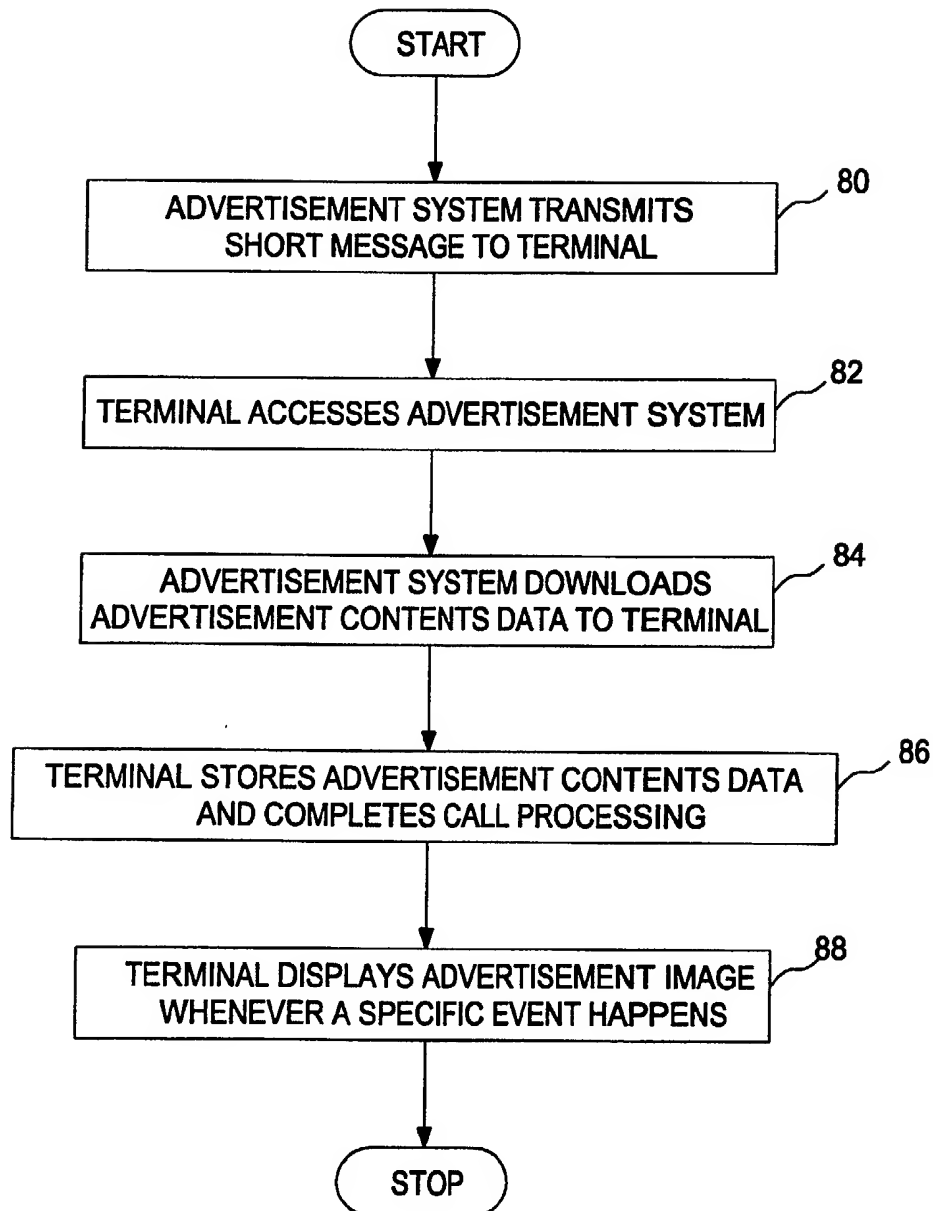 START
80
ADVERTISEMENT SYSTEM TRANSMITS
SHORT MESSAGE TO TERMINAL
82
TERMINAL ACCESSES ADVERTISEMENT SYSTEM
84
ADVERTISEMENT SYSTEM DOWNLOADS
ADVERTISEMENT CONTENTS DATA TO TERMINAL
86
TERMINAL STORES ADVERTISEMENT CONTENTS DATA
AND COMPLETES CALL PROCESSING
88
TERMINAL DISPLAYS ADVERTISEMENT IMAGE
WHENEVER A SPECIFIC EVENT HAPPENS
STOP